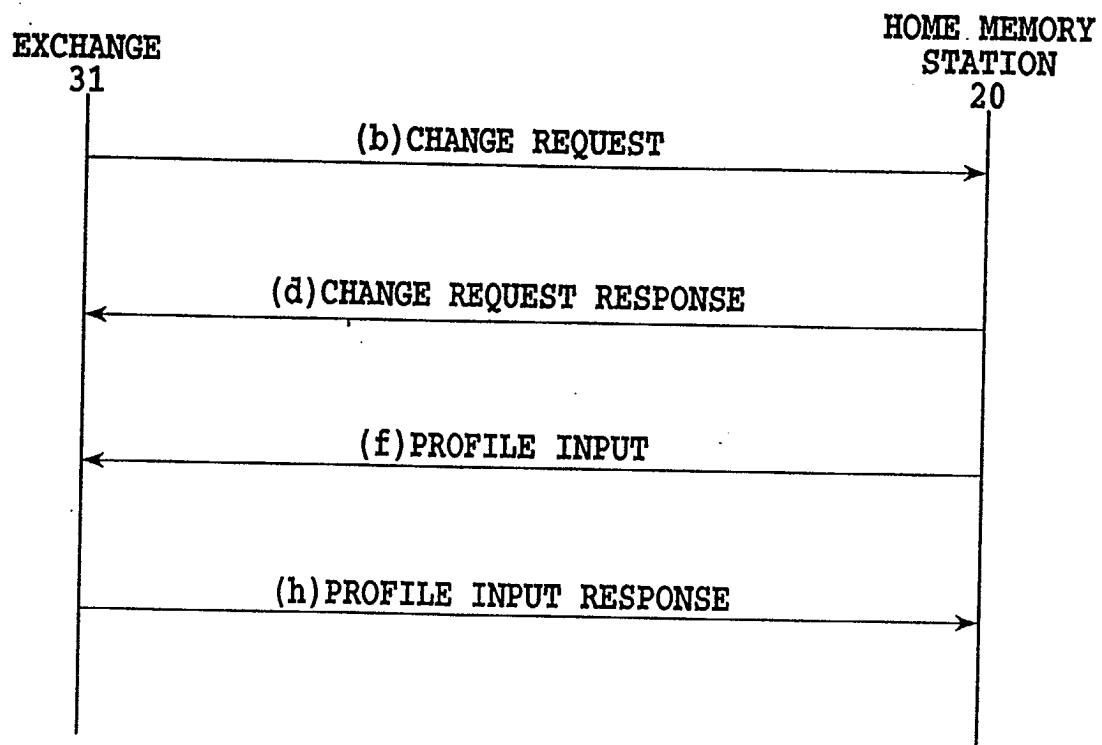 EXCHANGE
31
HOME MEMORY
STATION
20
(b)CHANGE REQUEST
(d)CHANGE REQUEST RESPONSE
(f)PROFILE INPUT
(h)PROFILE INPUT RESPONSE